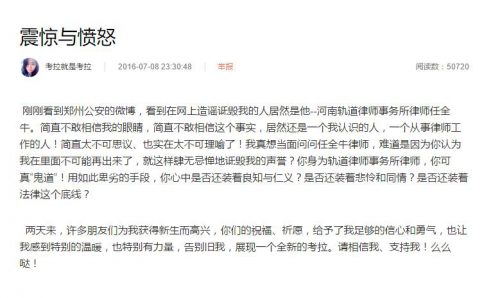 震惊与愤怒
考拉就是考拉 2016-07-08 23:30:48 举报 阅读数：50720
刚刚看到郑州公安的微博，看到在网上造谣诋毁我的人居然是他--河南轨道律师事务所律师任全
牛。简直不敢相信我的眼睛，简直不敢相信这个事实，居然还是一个我认识的人，一个从事律师工
作的人！简直太不可思议、也实在太不可理喻了！我真想当面问问任全牛律师，难道是因为你认为
我在里面不可能再出来了，就这样肆无忌惮地诋毁我的声誉？你身为轨道律师事务所律师，你可
真"鬼道"！用如此卑劣的手段，你心中是否还装着良知与仁义？是否还装着悲怜和同情？是否还装着
法律这个底线？
两天来，许多朋友们为我获得新生而高兴，你们的祝福、祈愿，给予了我足够的信心和勇气，也让
我感到特别的温暖，也特别有力量，告别旧我，展现一个全新的考拉。请相信我、支持我！么么
哒！